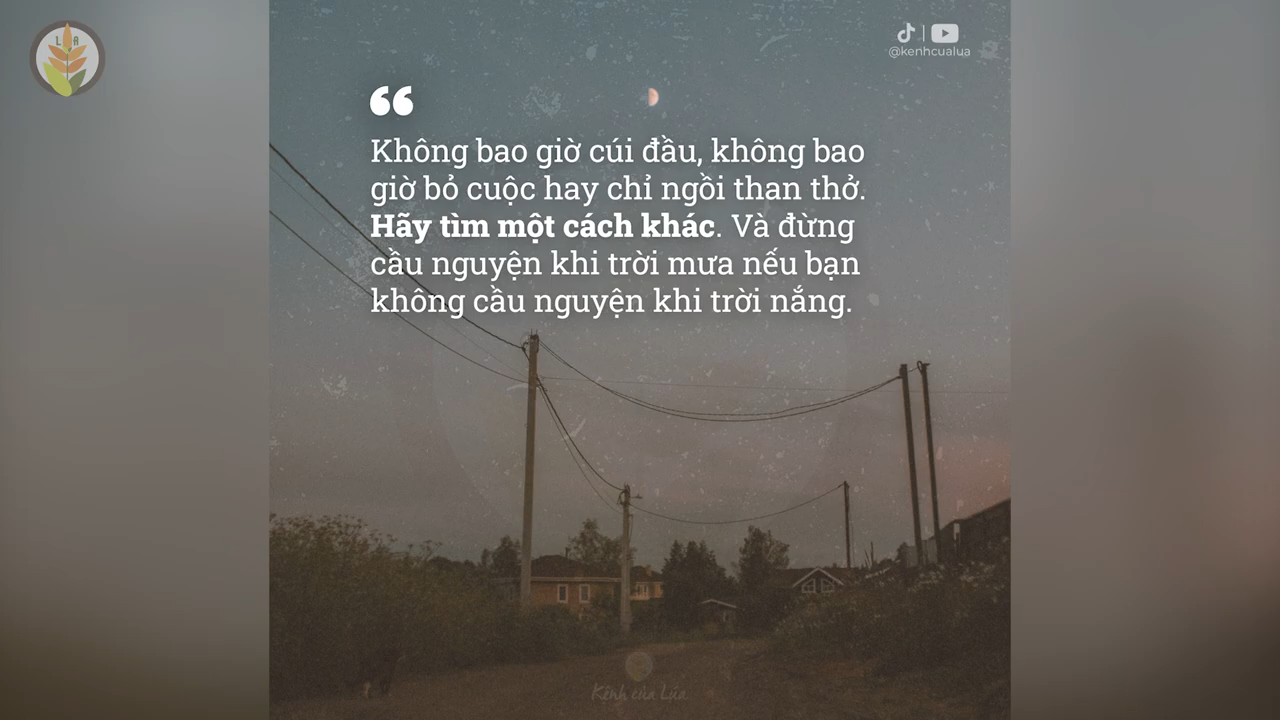 LA
@kenhcualua
Không bao giờ cúi đầu, không bao
giờ bỏ cuộc hay chỉ ngồi than thở.
Hãy tìm một cách khác. Và đừng
cầu nguyện khi trời mưa nếu bạn
không cầu nguyện khi trời nắng.
Kênh của Lúa